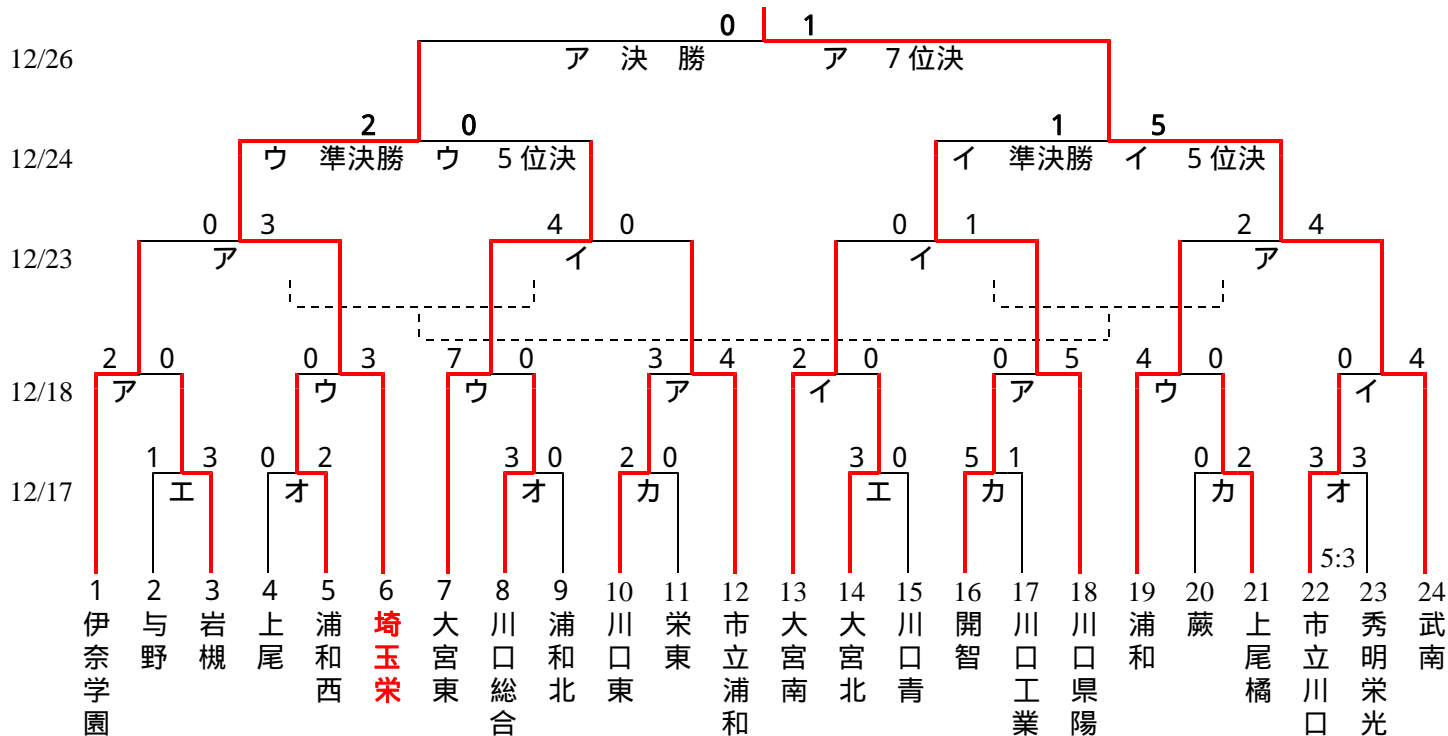 0 1
12/26 ア 決 勝 ア 7位決
2 0 1 5
12/24 ウ 準決勝 ウ 5位決 イ 準決勝 イ 5位決
0 3 4 0 0 1 2 4
12/23 ア イ イ ア
2 0 0 3 7 0 3 4 2 0 0 5 4 0 0 4
12/18 ア ウ ウ ア イ ア ウ イ
1 3 0 2 3 0 2 0 3 0 5 1 0 2 3 3
12/17 エ オ オ カ エ カ カ オ
5:3
1 2 3 4 5 6 7 8 9 10 11 12 13 14 15 16 17 18 19 20 21 22 23 24
伊奈学園
与野
岩槻
上尾
浦和西
埼玉栄
大宮東
川口総合
浦和北
川口東
栄東
市立浦和
大宮南
大宮北
川口青
開智
川口工業
川口県陽
浦和
蕨
上尾橘
市立川口
秀明栄光
武南